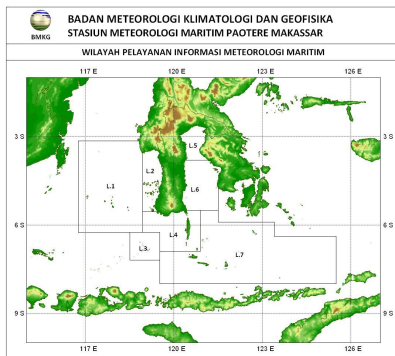 BADAN METEOROLOGI KLIMATOLOGI DAN GEOFISIKA
STASIUN METEOROLOGI MARITIM PAOTERE MAKASSAR
BMKG
WILAYAH PELAYANAN INFORMASI METEOROLOGI MARITIM
117 E 120 E 123 E 126 E
3 S 3 S
L.5
L.1 L.2 L.6
6 S 6 S
L.4
L.3 L.7
9 S 9 S
117 E 120 E 123 E 126 E